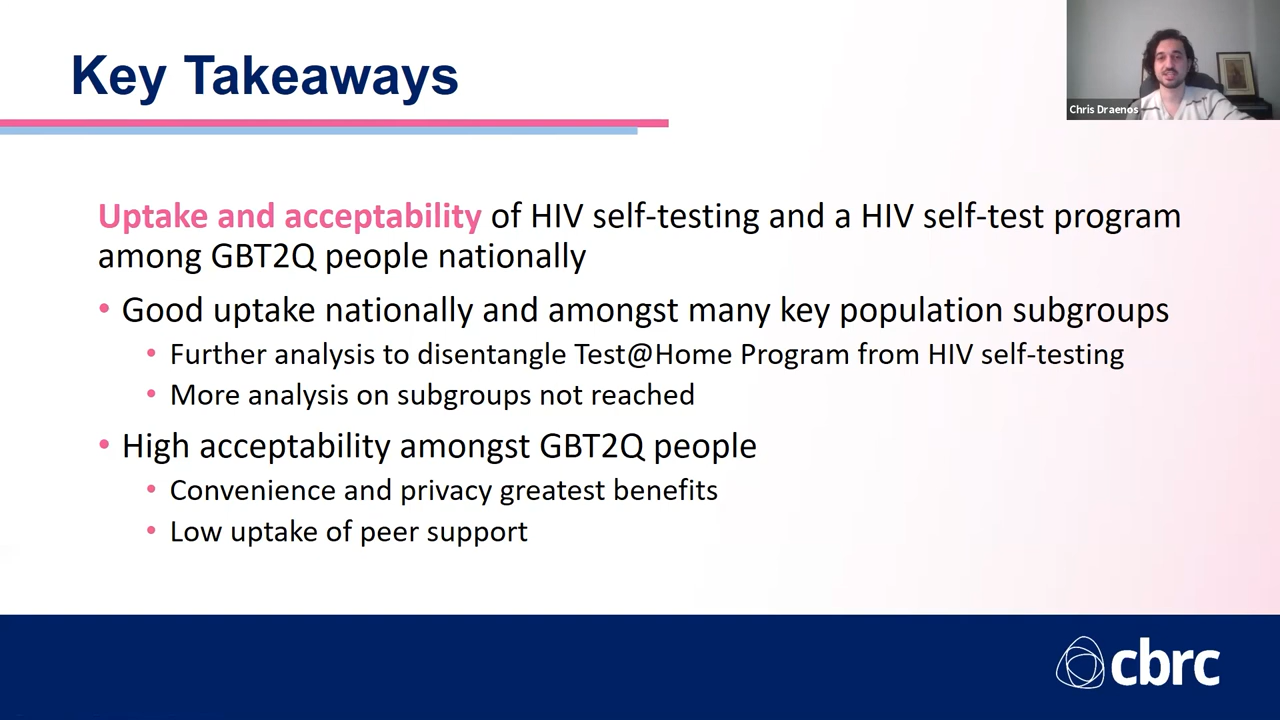 Key Takeaways
Chris Draenos
Uptake and acceptability of HIV self-testing and a HIV self-test program
among GBT2Q people nationally
• Good uptake nationally and amongst many key population subgroups
• Further analysis to disentangle Test@Home Program from HIV self-testing
• More analysis on subgroups not reached
• High acceptability amongst GBT2Q people
• Convenience and privacy greatest benefits
• Low uptake of peer support
cbrc